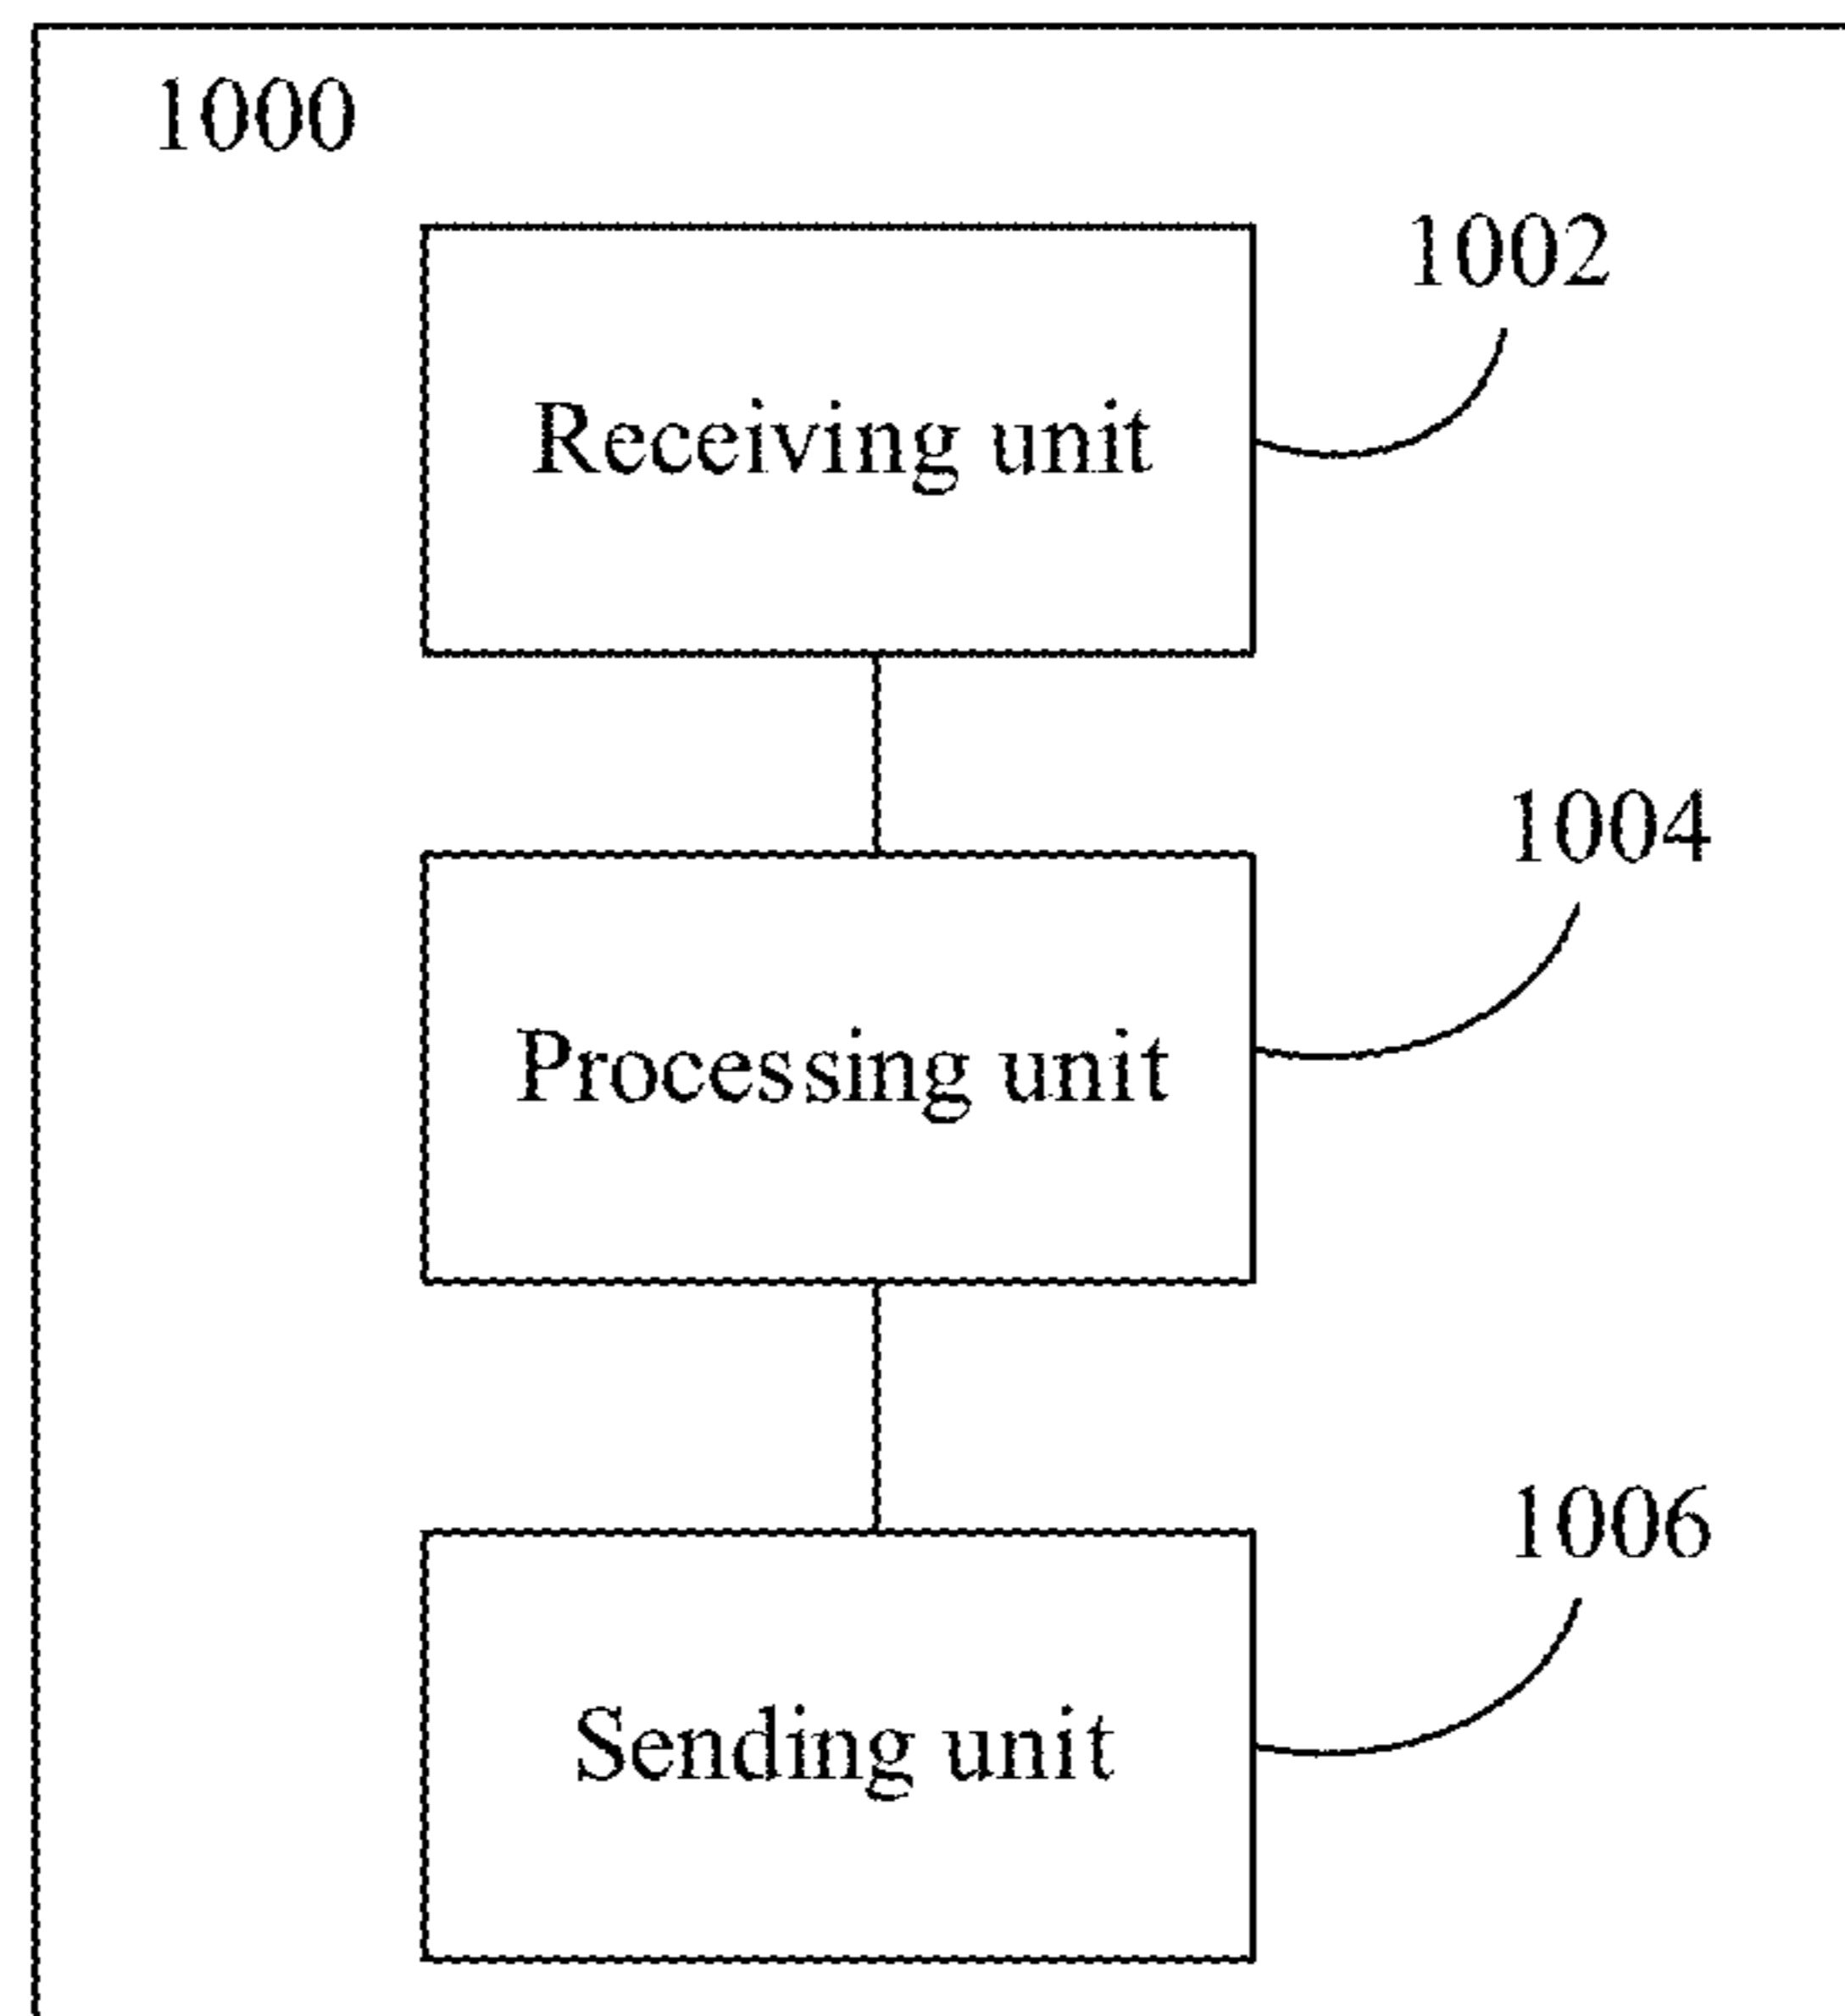 1000
1002
Receiving unit
1004
Processing unit
1006
Sending unit